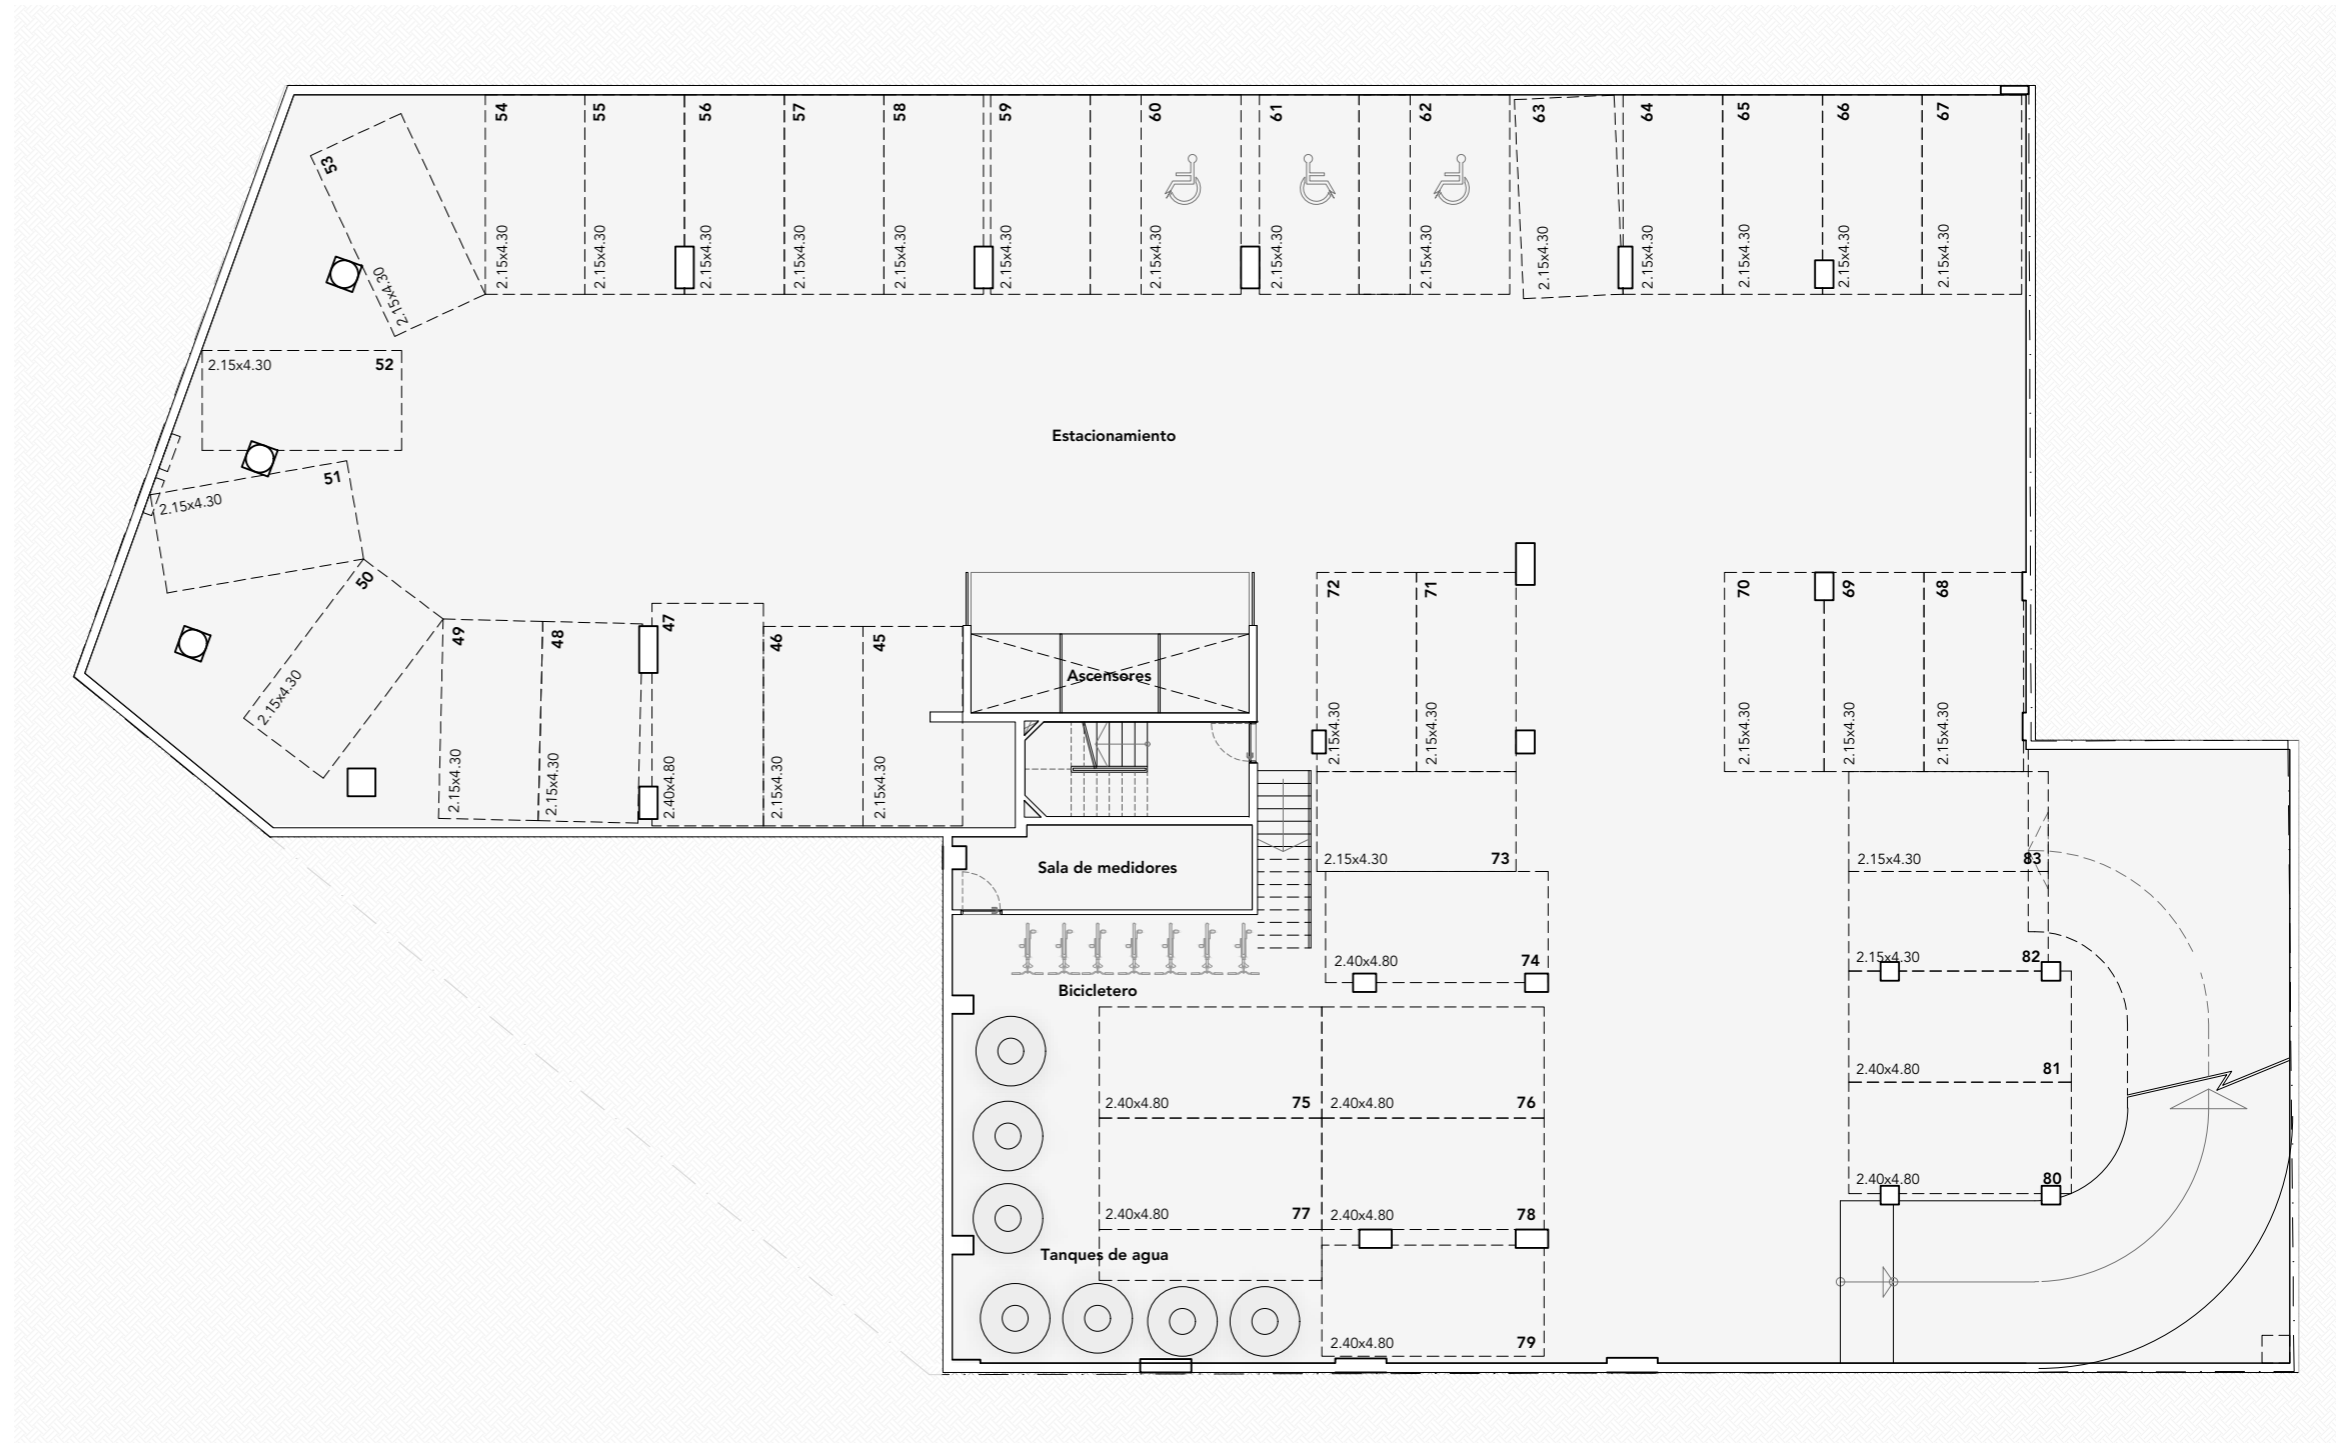 54
55
56
57
58
59
60
61
62
63
64
65
66
67
2.15x4.30
2.15x4.30
2.15x4.30
2.15x4.30
2.15x4.30
2.15x4.30
2.15x4.30
2.15x4.30
2.15x4.30
2.15x4.30
2.15x4.30
2.15x4.30
2.15x4.30
2.15x4.30
53
2.15x4.30
2.15x4.30 52
Estacionamiento
51
2.15x4.30
50
2.15x4.30
49
48
47
46
45
2.15x4.30
2.15x4.30
2.40x4.80
2.15x4.30
2.15x4.30
Ascensores
72
71
70
69
68
2.15x4.30
2.15x4.30
2.15x4.30
2.15x4.30
2.15x4.30
Sala de medidores
2.15x4.30 73
2.15x4.30 83
2.40x4.80 74
2.15x4.30 82
Bicicletero
2.40x4.80 81
2.40x4.80 75
2.40x4.80 76
2.40x4.80 80
2.40x4.80 77
2.40x4.80 78
Tanques de agua
2.40x4.80 79